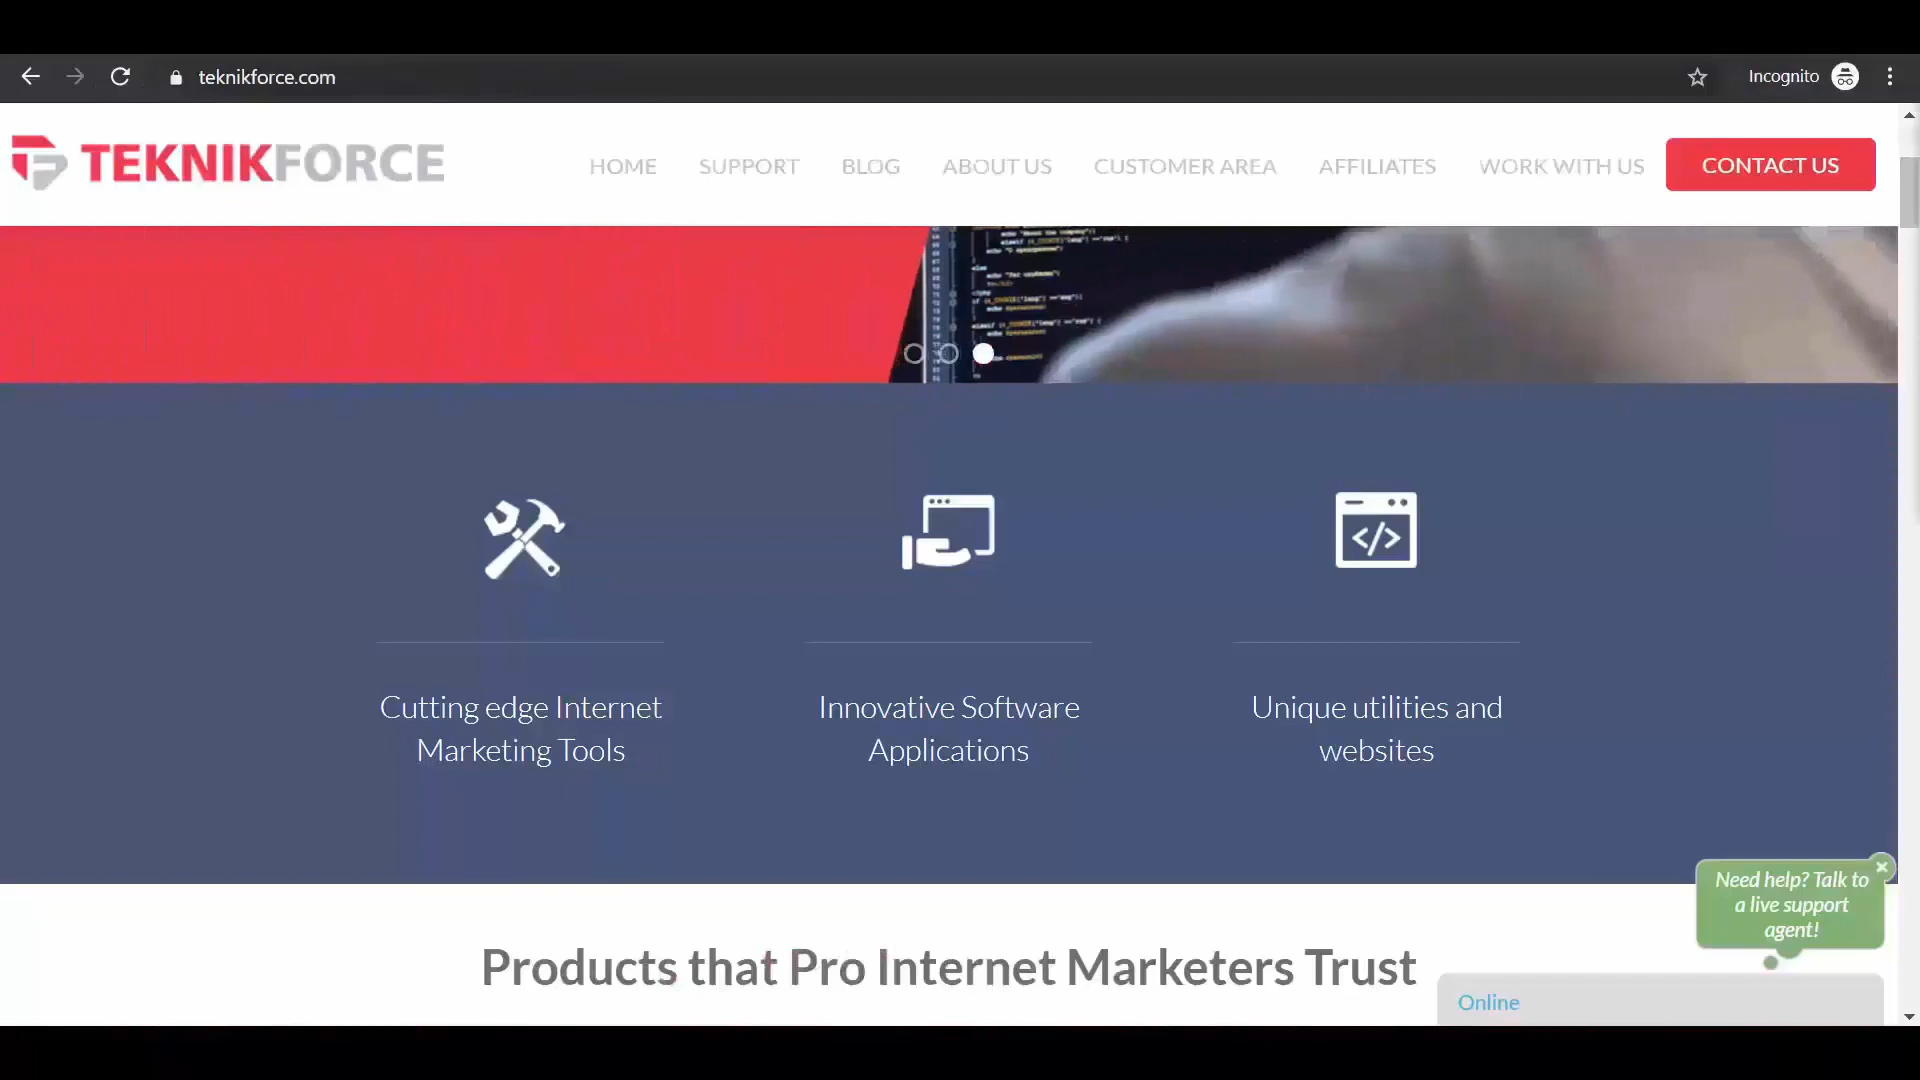 teknikforce.com
Incognito
TEKNIKFORCE
HOME SUPPORT BLOG ABOUT US CUSTOMER AREA AFFILIATES WORK WITH US CONTACT US
Cutting edge Internet
Marketing Tools
Innovative Software
Applications
Unique utilities and
websites
Need help? Talk to
a live support
agent!
Products that Pro Internet Marketers Trust
Online